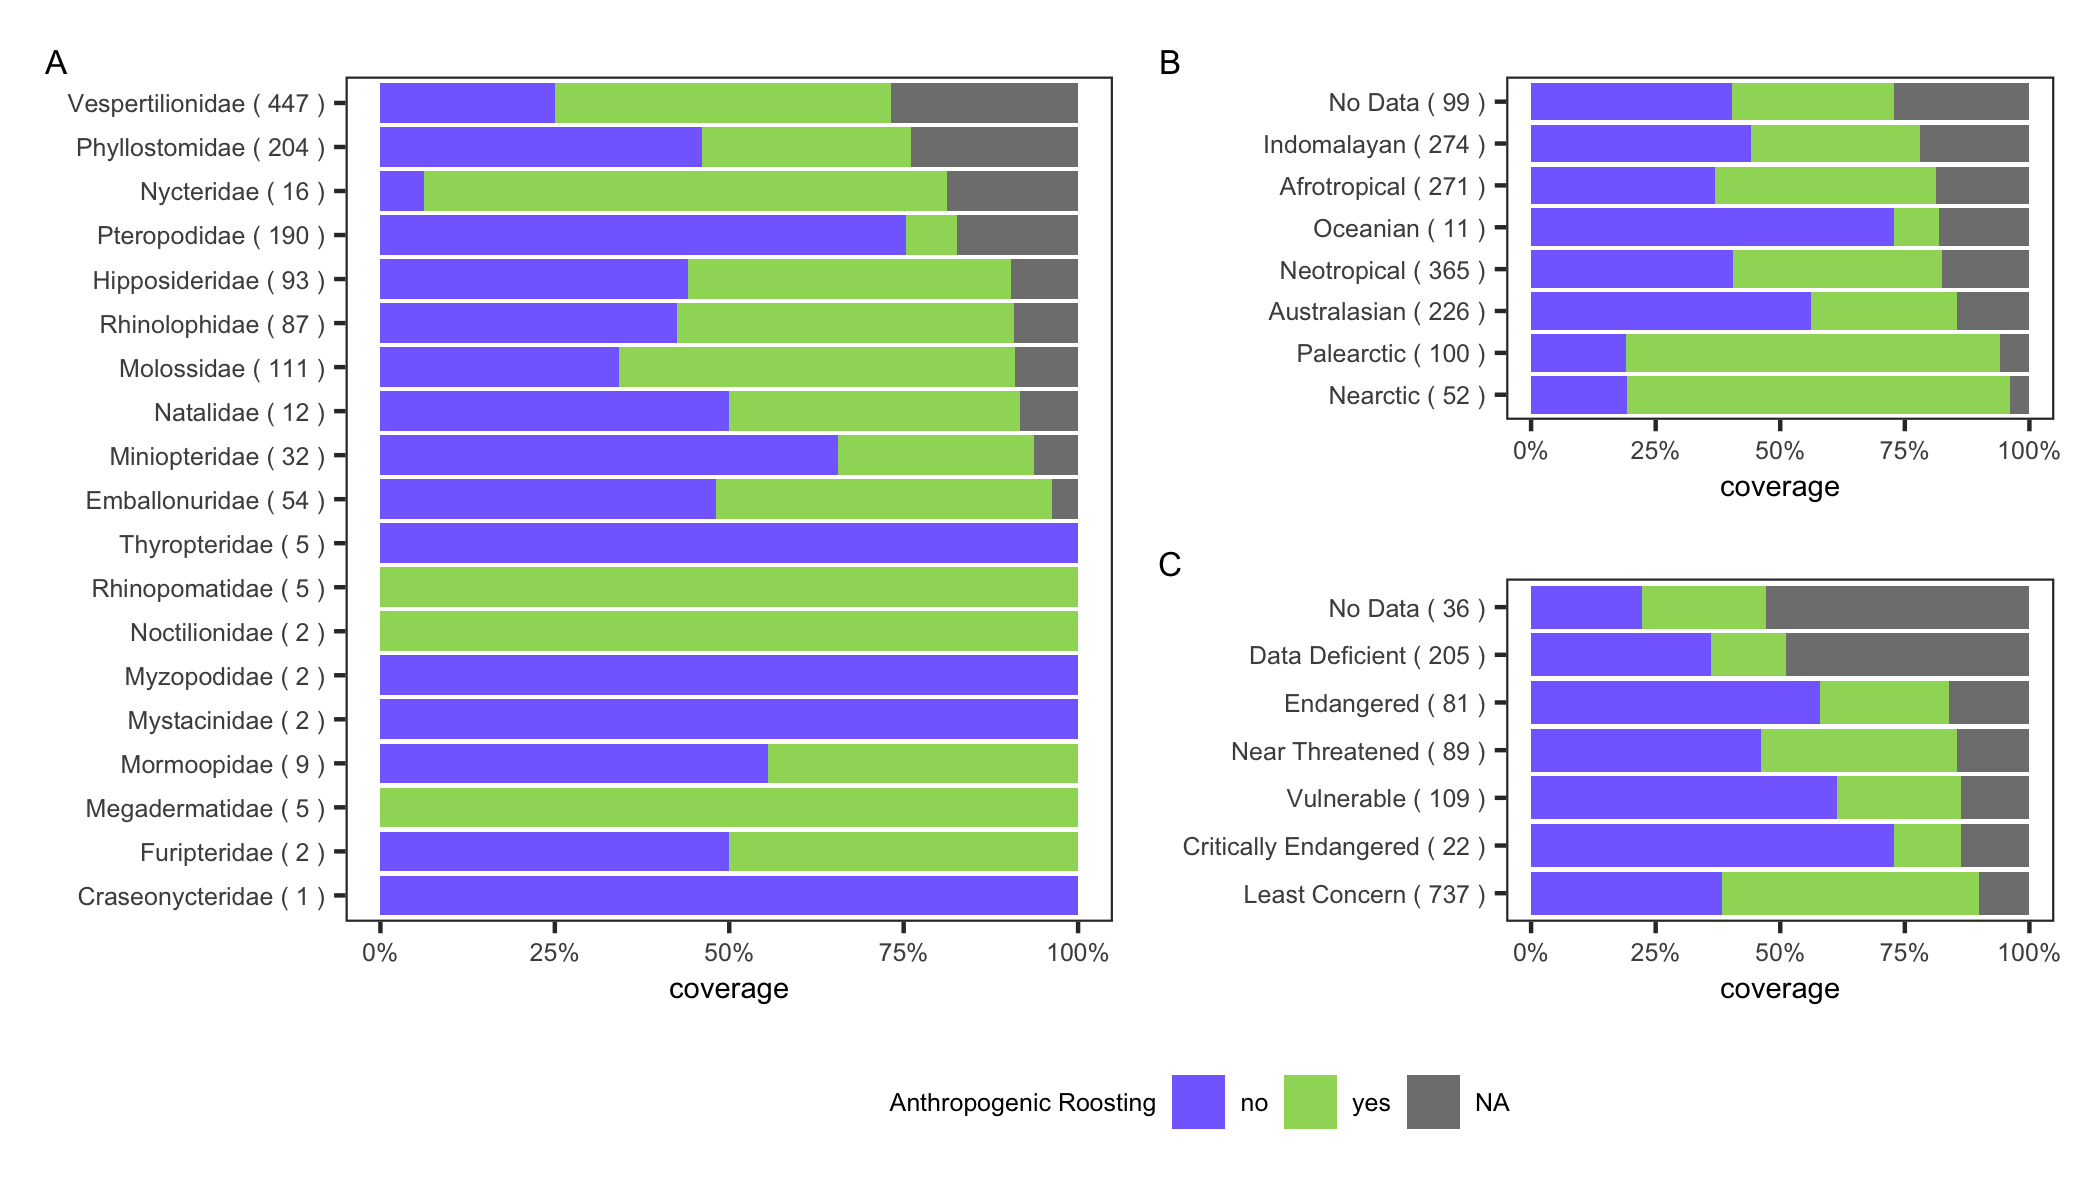 A
Vespertilionidae ( 447 )
Phyllostomidae ( 204 )
Nycteridae ( 16 )
Pteropodidae ( 190 )
Hipposideridae ( 93 )
Rhinolophidae ( 87 )
Molossidae ( 111 )
Natalidae ( 12 )
Miniopteridae ( 32 )
Emballonuridae ( 54 )
Thyropteridae ( 5 )
Rhinopomatidae ( 5 )
Noctilionidae ( 2 )
Myzopodidae ( 2 )
Mystacinidae ( 2 )
Mormoopidae ( 9 )
Megadermatidae ( 5 )
Furipteridae ( 2 )
Craseonycteridae ( 1 )
0% 25% 50% 75% 100%
coverage
B
No Data ( 99 )
Indomalayan ( 274 )
Afrotropical ( 271 )
Oceanian ( 11 )
Neotropical ( 365 )
Australasian ( 226 )
Palearctic ( 100 )
Nearctic ( 52 )
0% 25% 50% 75% 100%
coverage
C
No Data ( 36 )
Data Deficient ( 205 )
Endangered ( 81 )
Near Threatened ( 89 )
Vulnerable ( 109 )
Critically Endangered ( 22 )
Least Concern ( 737 )
0% 25% 50% 75% 100%
coverage
Anthropogenic Roosting no yes NA